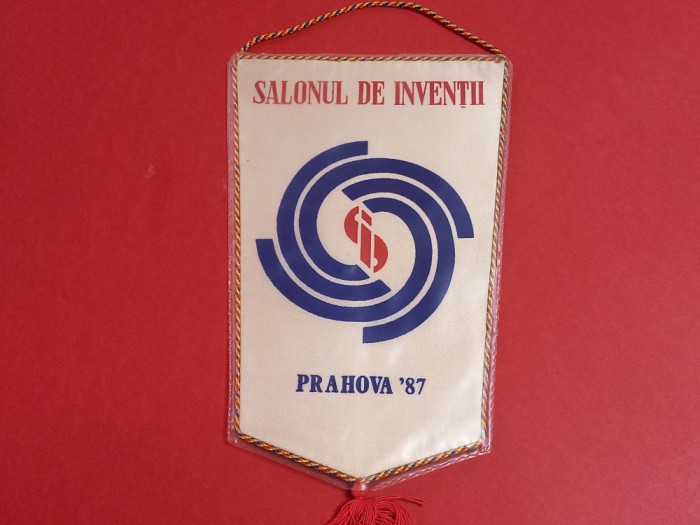 SALONUL DE INVENȚII
PRAHOVA '87